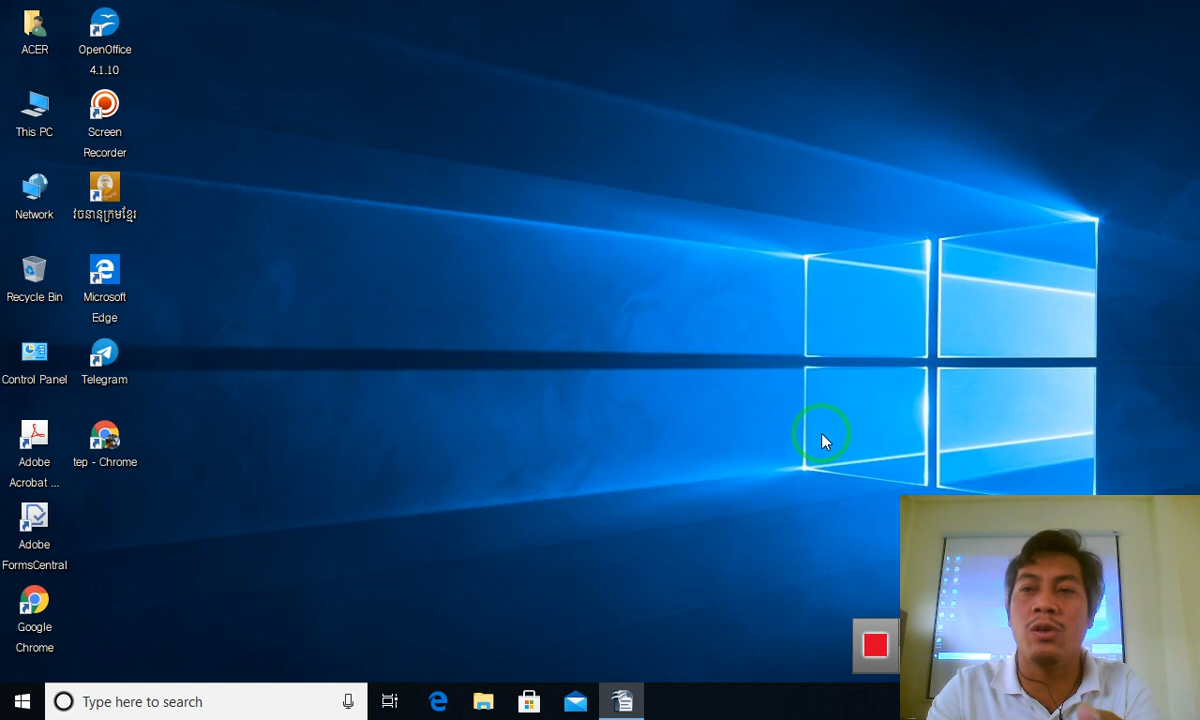 ACER
OpenOffice
4.1.10
This PC
Screen
Recorder
Network
វចនានុក្រមខ្មែរ
Recycle Bin
Microsoft
Edge
Control Panel
Telegram
Adobe
Acrobat ...
tep - Chrome
Adobe
FormsCentral
Google
Chrome
Type here to search